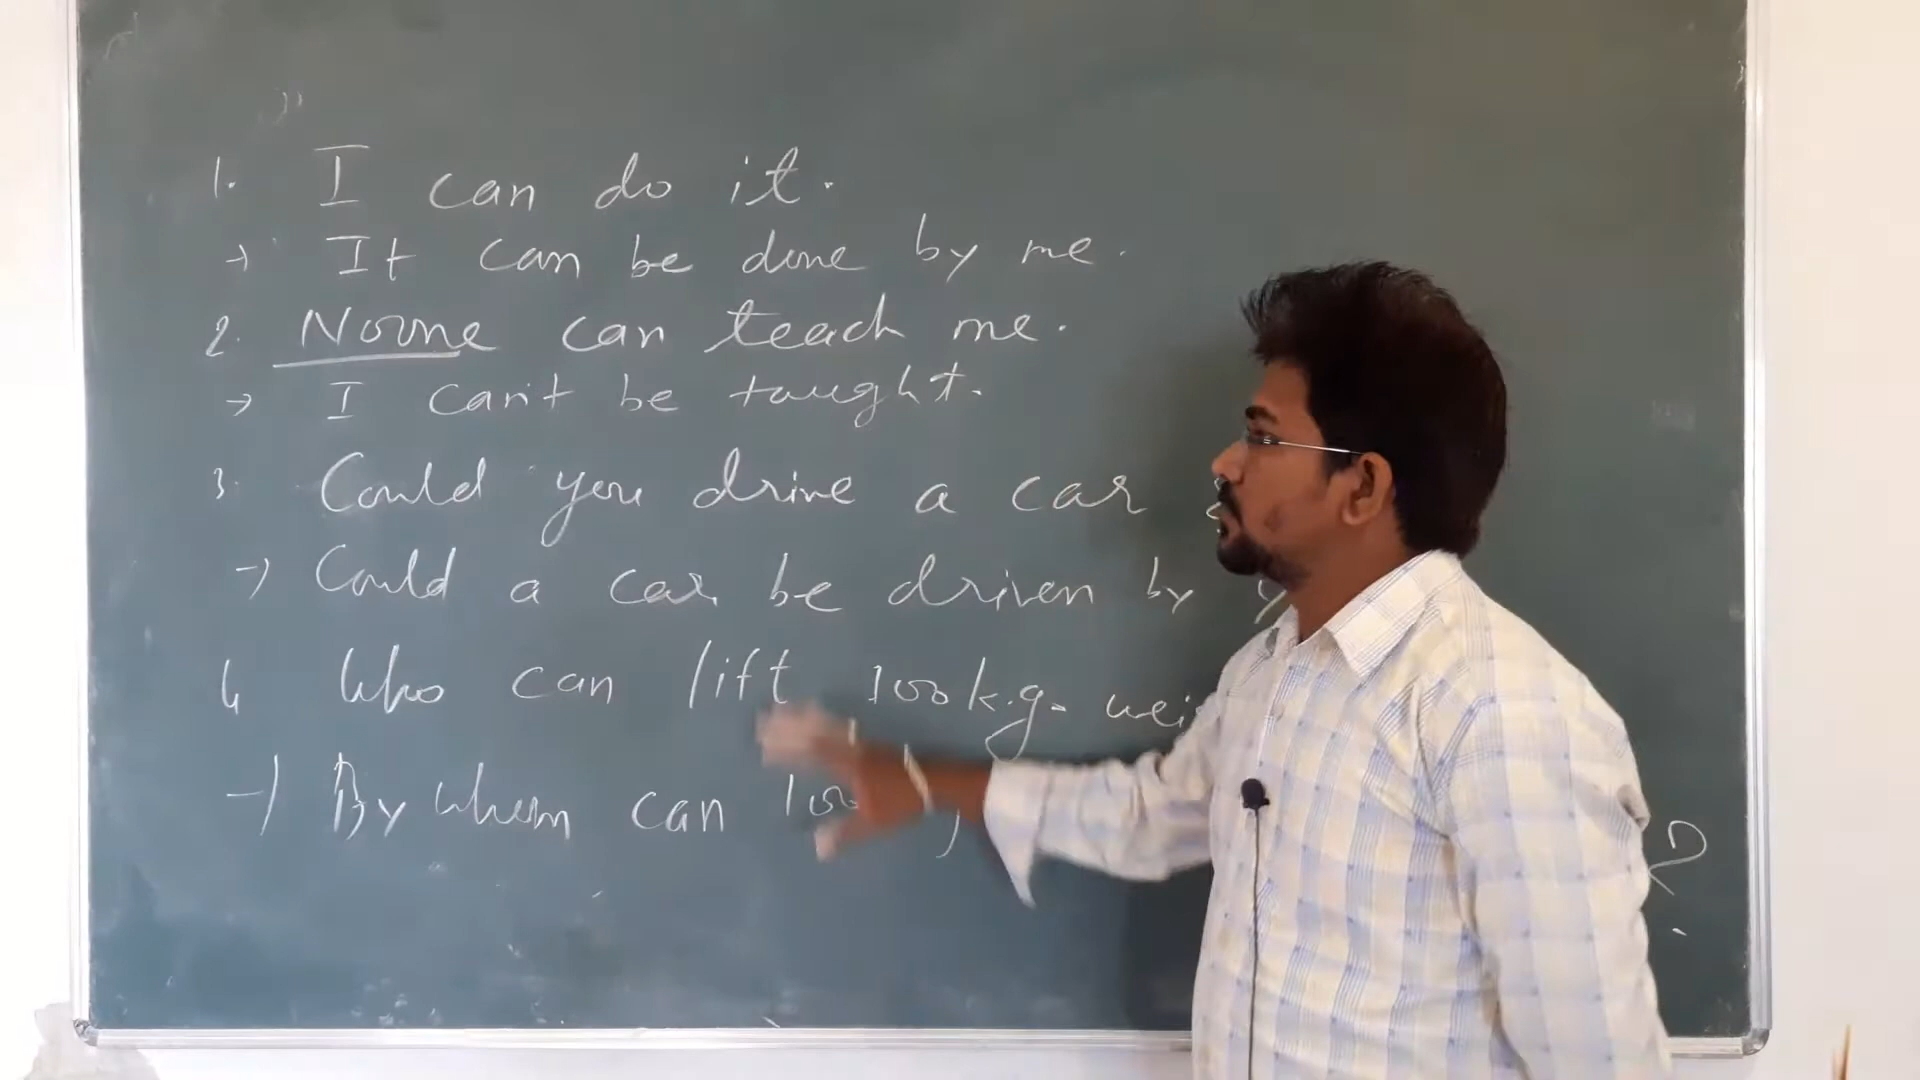 1. I can do it.
→ It can be done by me.
2. Noone can teach me.
→ I can't be taught.
3. Could you drive a car
→ Could a car be driven by
4 Who can lift 100 k.g.
→ By whom can 100 ?